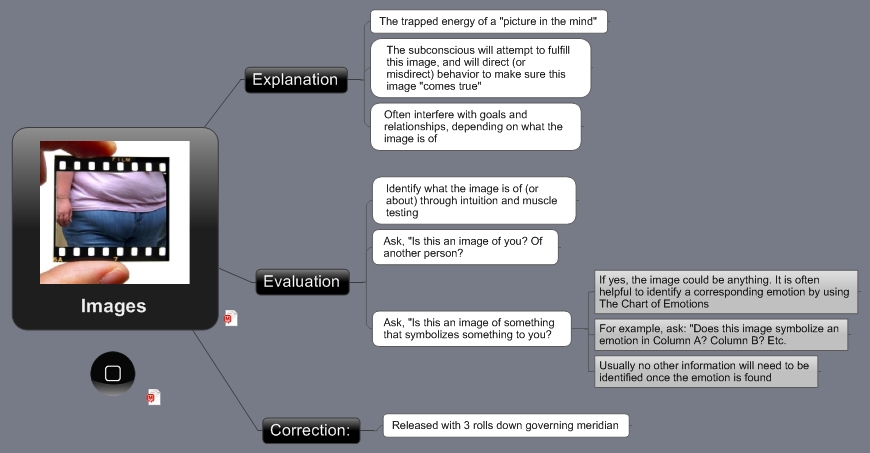 Images
Explanation
The trapped energy of a "picture in the mind"
The subconscious will attempt to fulfill
this image, and will direct (or
misdirect) behavior to make sure this
image "comes true"
Often interfere with goals and
relationships, depending on what the
image is of
Evaluation
Identify what the image is of (or
about) through intuition and muscle
testing
Ask, "Is this an image of you? Of
another person?
Ask, "Is this an image of something
that symbolizes something to you?
If yes, the image could be anything. It is often
helpful to identify a corresponding emotion by using
The Chart of Emotions
For example, ask: "Does this image symbolize an
emotion in Column A? Column B? Etc.
Usually no other information will need to be
identified once the emotion is found
Correction:
Released with 3 rolls down governing meridian
FILM
7